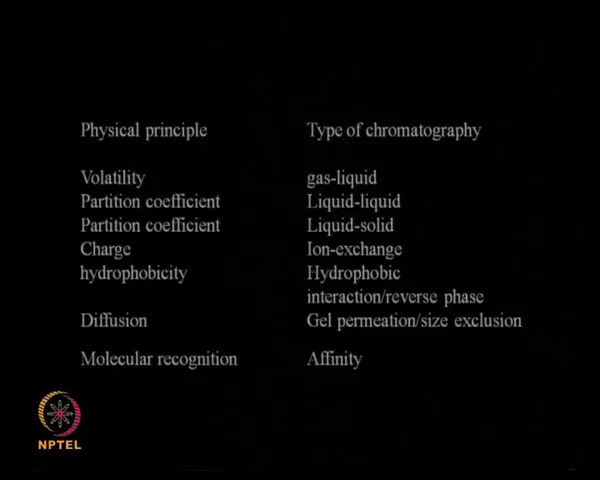 Physical principle Type of chromatography
Volatility gas-liquid
Partition coefficient Liquid-liquid
Partition coefficient Liquid-solid
Charge Ion-exchange
hydrophobicity Hydrophobic
interaction/reverse phase
Diffusion Gel permeation/size exclusion
Molecular recognition Affinity
NPTEL